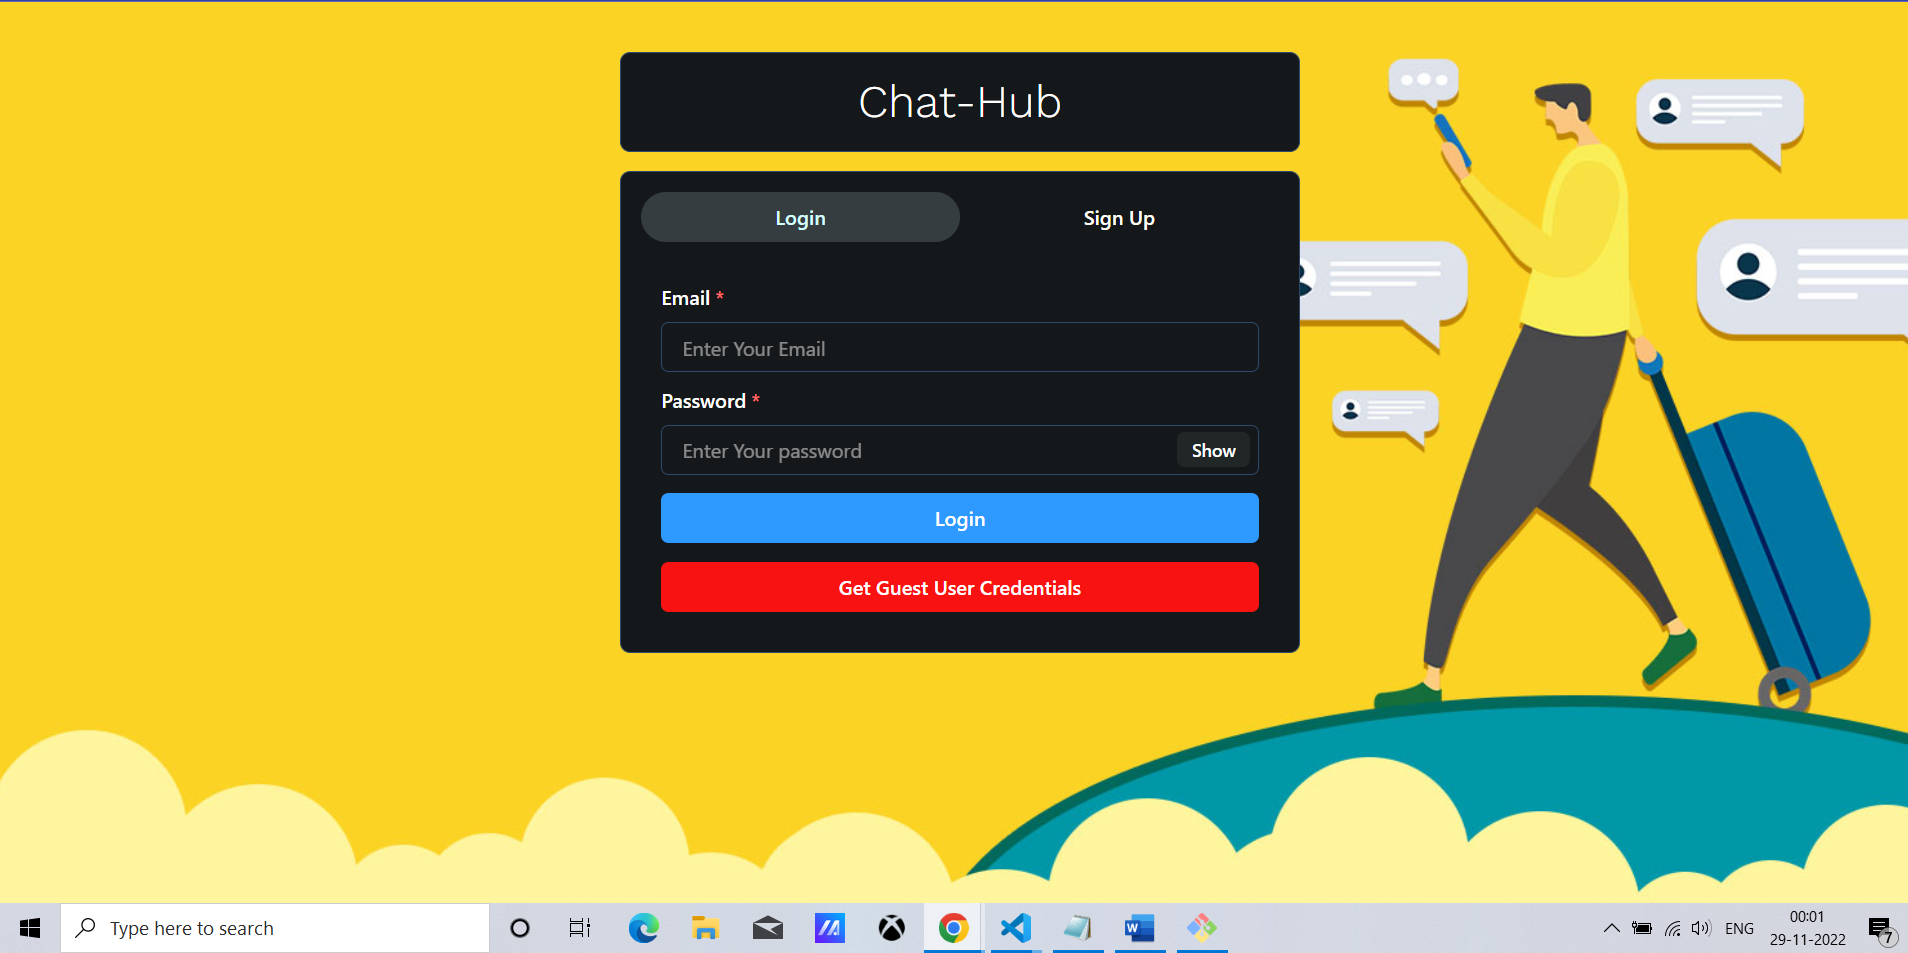 Chat-Hub
Login
Sign Up
Email *
Enter Your Email
Password *
Enter Your password
Show
Login
Get Guest User Credentials
Type here to search
W
ENG
00:01
29-11-2022
7